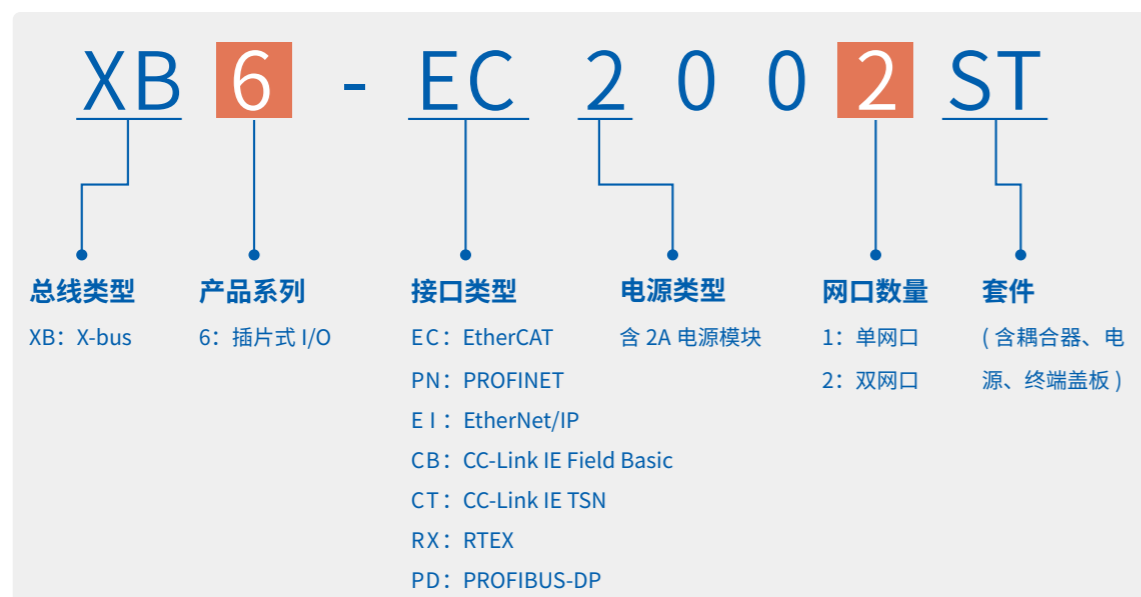 XB 6 - EC 2 0 0 2 ST
总线类型
XB：X-bus
产品系列
6：插片式 I/O
接口类型
EC：EtherCAT
PN：PROFINET
EI：EtherNet/IP
CB：CC-Link IE Field Basic
CT：CC-Link IE TSN
RX：RTEX
PD：PROFIBUS-DP
电源类型
含 2A 电源模块
网口数量
1：单网口
2：双网口
套件
( 含耦合器、电
源、终端盖板 )